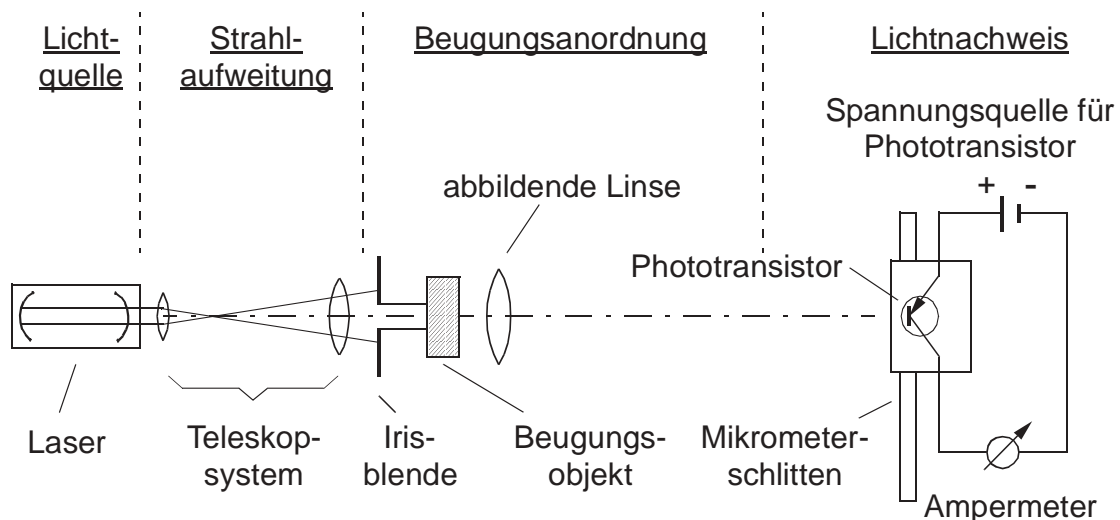 Licht-
quelle
Strahl-
aufweitung
Beugungsanordnung
Lichtnachweis
Spannungsquelle für
Phototransistor
+ -
abbildende Linse
Phototransistor
Laser
Teleskop-
system
Iris-
blende
Beugungs-
objekt
Mikrometer-
schlitten
Ampermeter